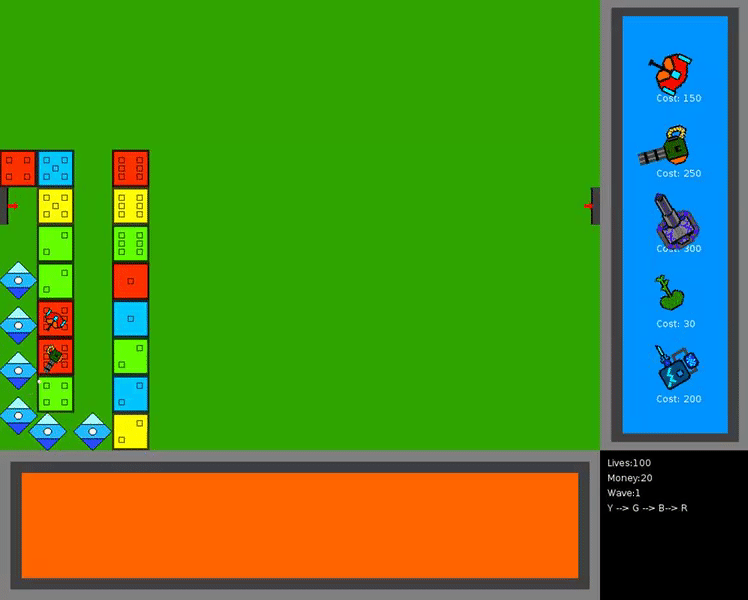 Cost: 150
Cost: 250
Cost: 300
Cost: 30
Cost: 200
Lives:100
Money:20
Wave:1
Y --> G --> B--> R